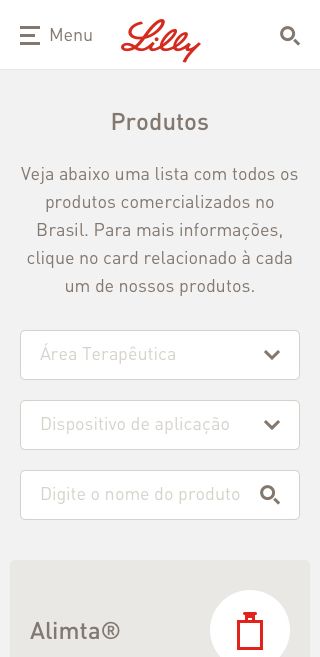 Menu
Lilly
Produtos
Veja abaixo uma lista com todos os
produtos comercializados no
Brasil. Para mais informações,
clique no card relacionado à cada
um de nossos produtos.
Área Terapêutica
Dispositivo de aplicação
Digite o nome do produto
Alimta®